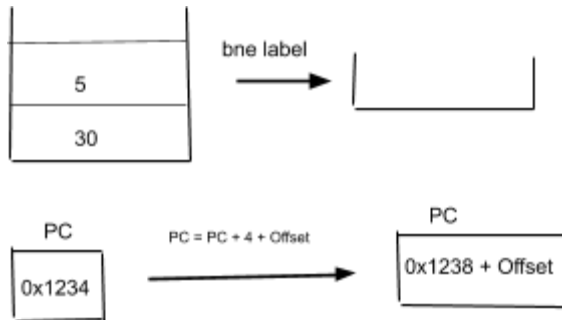 bne label
5
30
PC
PC = PC + 4 + Offset
PC
0x1234
0x1238 + Offset